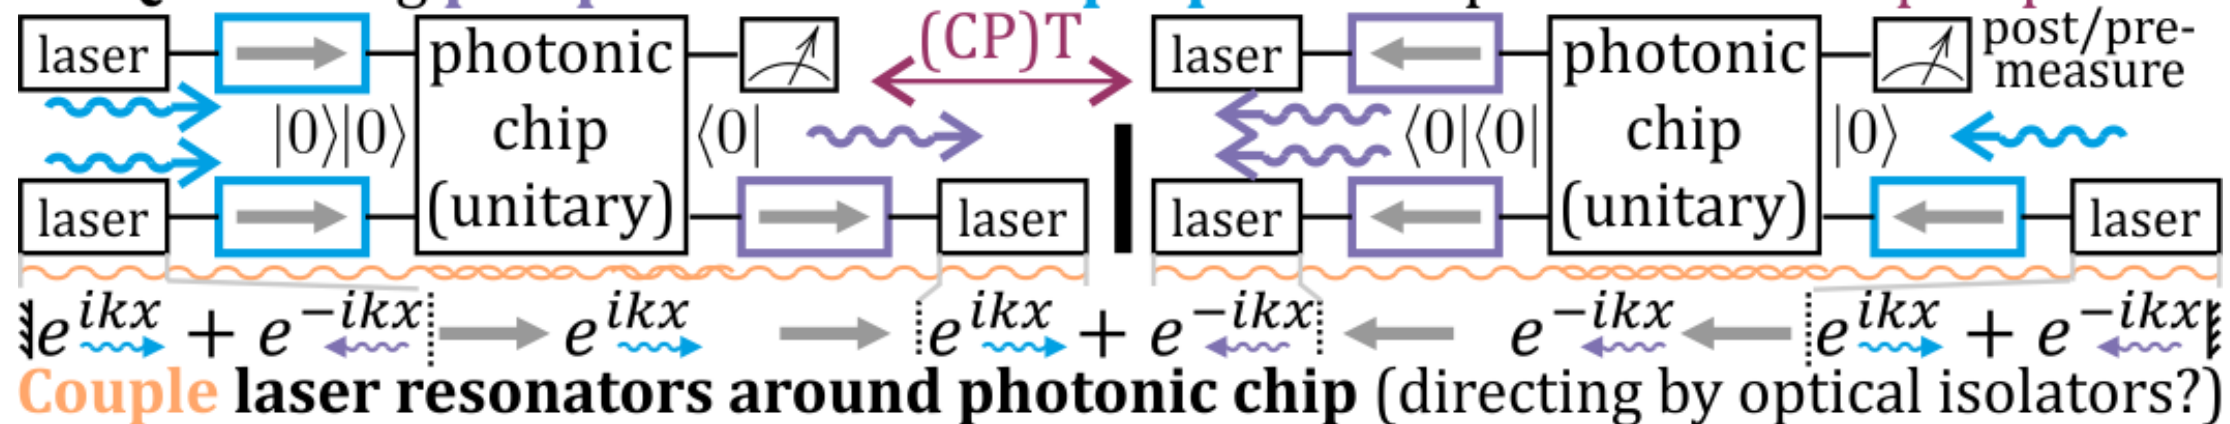 laser
photonic
chip
(unitary)
(CP)T
laser
photonic
chip
(unitary)
post/pre-
measure
|0⟩|0⟩
⟨0|
⟨0|⟨0|
|0⟩
laser
laser
laser
laser
e^{ikx} + e^{-ikx}
e^{ikx}
e^{ikx} + e^{-ikx}
e^{-ikx}
e^{ikx} + e^{-ikx}
Couple laser resonators around photonic chip (directing by optical isolators?)